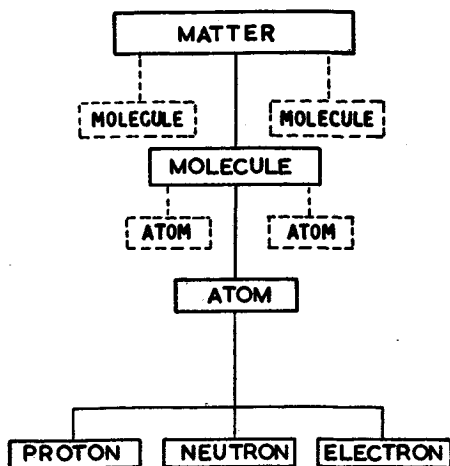 MATTER
MOLECULE MOLECULE
MOLECULE
ATOM ATOM
ATOM
PROTON NEUTRON ELECTRON